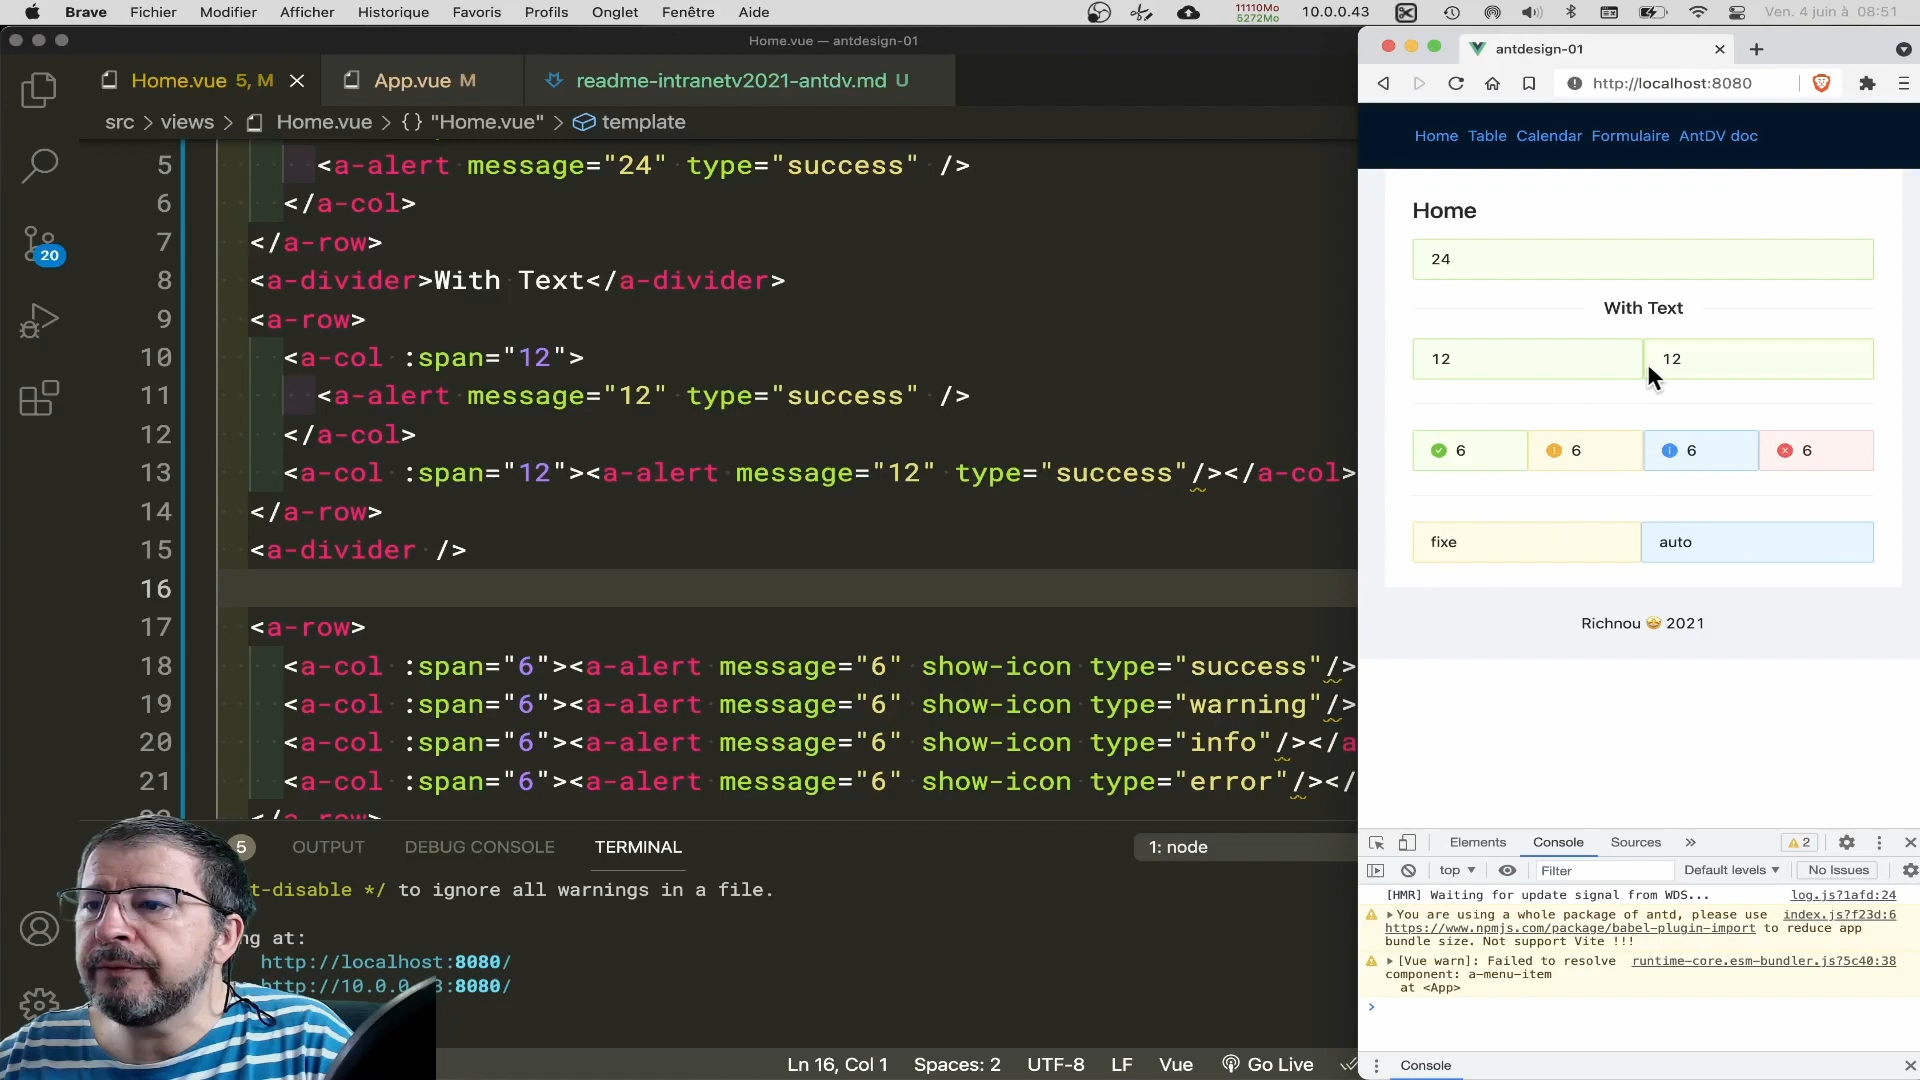 Brave Fichier Modifier Afficher Historique Favoris Profils Onglet Fenêtre Aide
11110Mo
5272Mo
10.0.0.43
Ven. 4 juin à 08:51
Home.vue — antdesign-01
Home.vue 5, M
App.vue M
readme-intranetv2021-antdv.md U
src > views > Home.vue > {} "Home.vue" > template
5 <a-alert message="24" type="success" />
6 </a-col>
7 </a-row>
8 <a-divider>With Text</a-divider>
9 <a-row>
10 <a-col :span="12">
11 <a-alert message="12" type="success" />
12 </a-col>
13 <a-col :span="12"><a-alert message="12" type="success"/></a-col>
14 </a-row>
15 <a-divider />
16
17 <a-row>
18 <a-col :span="6"><a-alert message="6" show-icon type="success"/>
19 <a-col :span="6"><a-alert message="6" show-icon type="warning"/>
20 <a-col :span="6"><a-alert message="6" show-icon type="info"/></a
21 <a-col :span="6"><a-alert message="6" show-icon type="error"/></
</a-row>
20
5 OUTPUT DEBUG CONSOLE TERMINAL 1: node
t-disable */ to ignore all warnings in a file.
ng at:
http://localhost:8080/
http://10.0.0. 3:8080/
Ln 16, Col 1 Spaces: 2 UTF-8 LF Vue Go Live
antdesign-01
http://localhost:8080
Home Table Calendar Formulaire AntDV doc
Home
24
With Text
12 12
6 6 6 6
fixe auto
Richnou 🤩 2021
Elements Console Sources » 2
top Filter Default levels No Issues
[HMR] Waiting for update signal from WDS... log.js?1afd:24
You are using a whole package of antd, please use index.js?f23d:6
https://www.npmjs.com/package/babel-plugin-import to reduce app
bundle size. Not support Vite !!!
[Vue warn]: Failed to resolve runtime-core.esm-bundler.js?5c40:38
component: a-menu-item
at <App>
>
Console